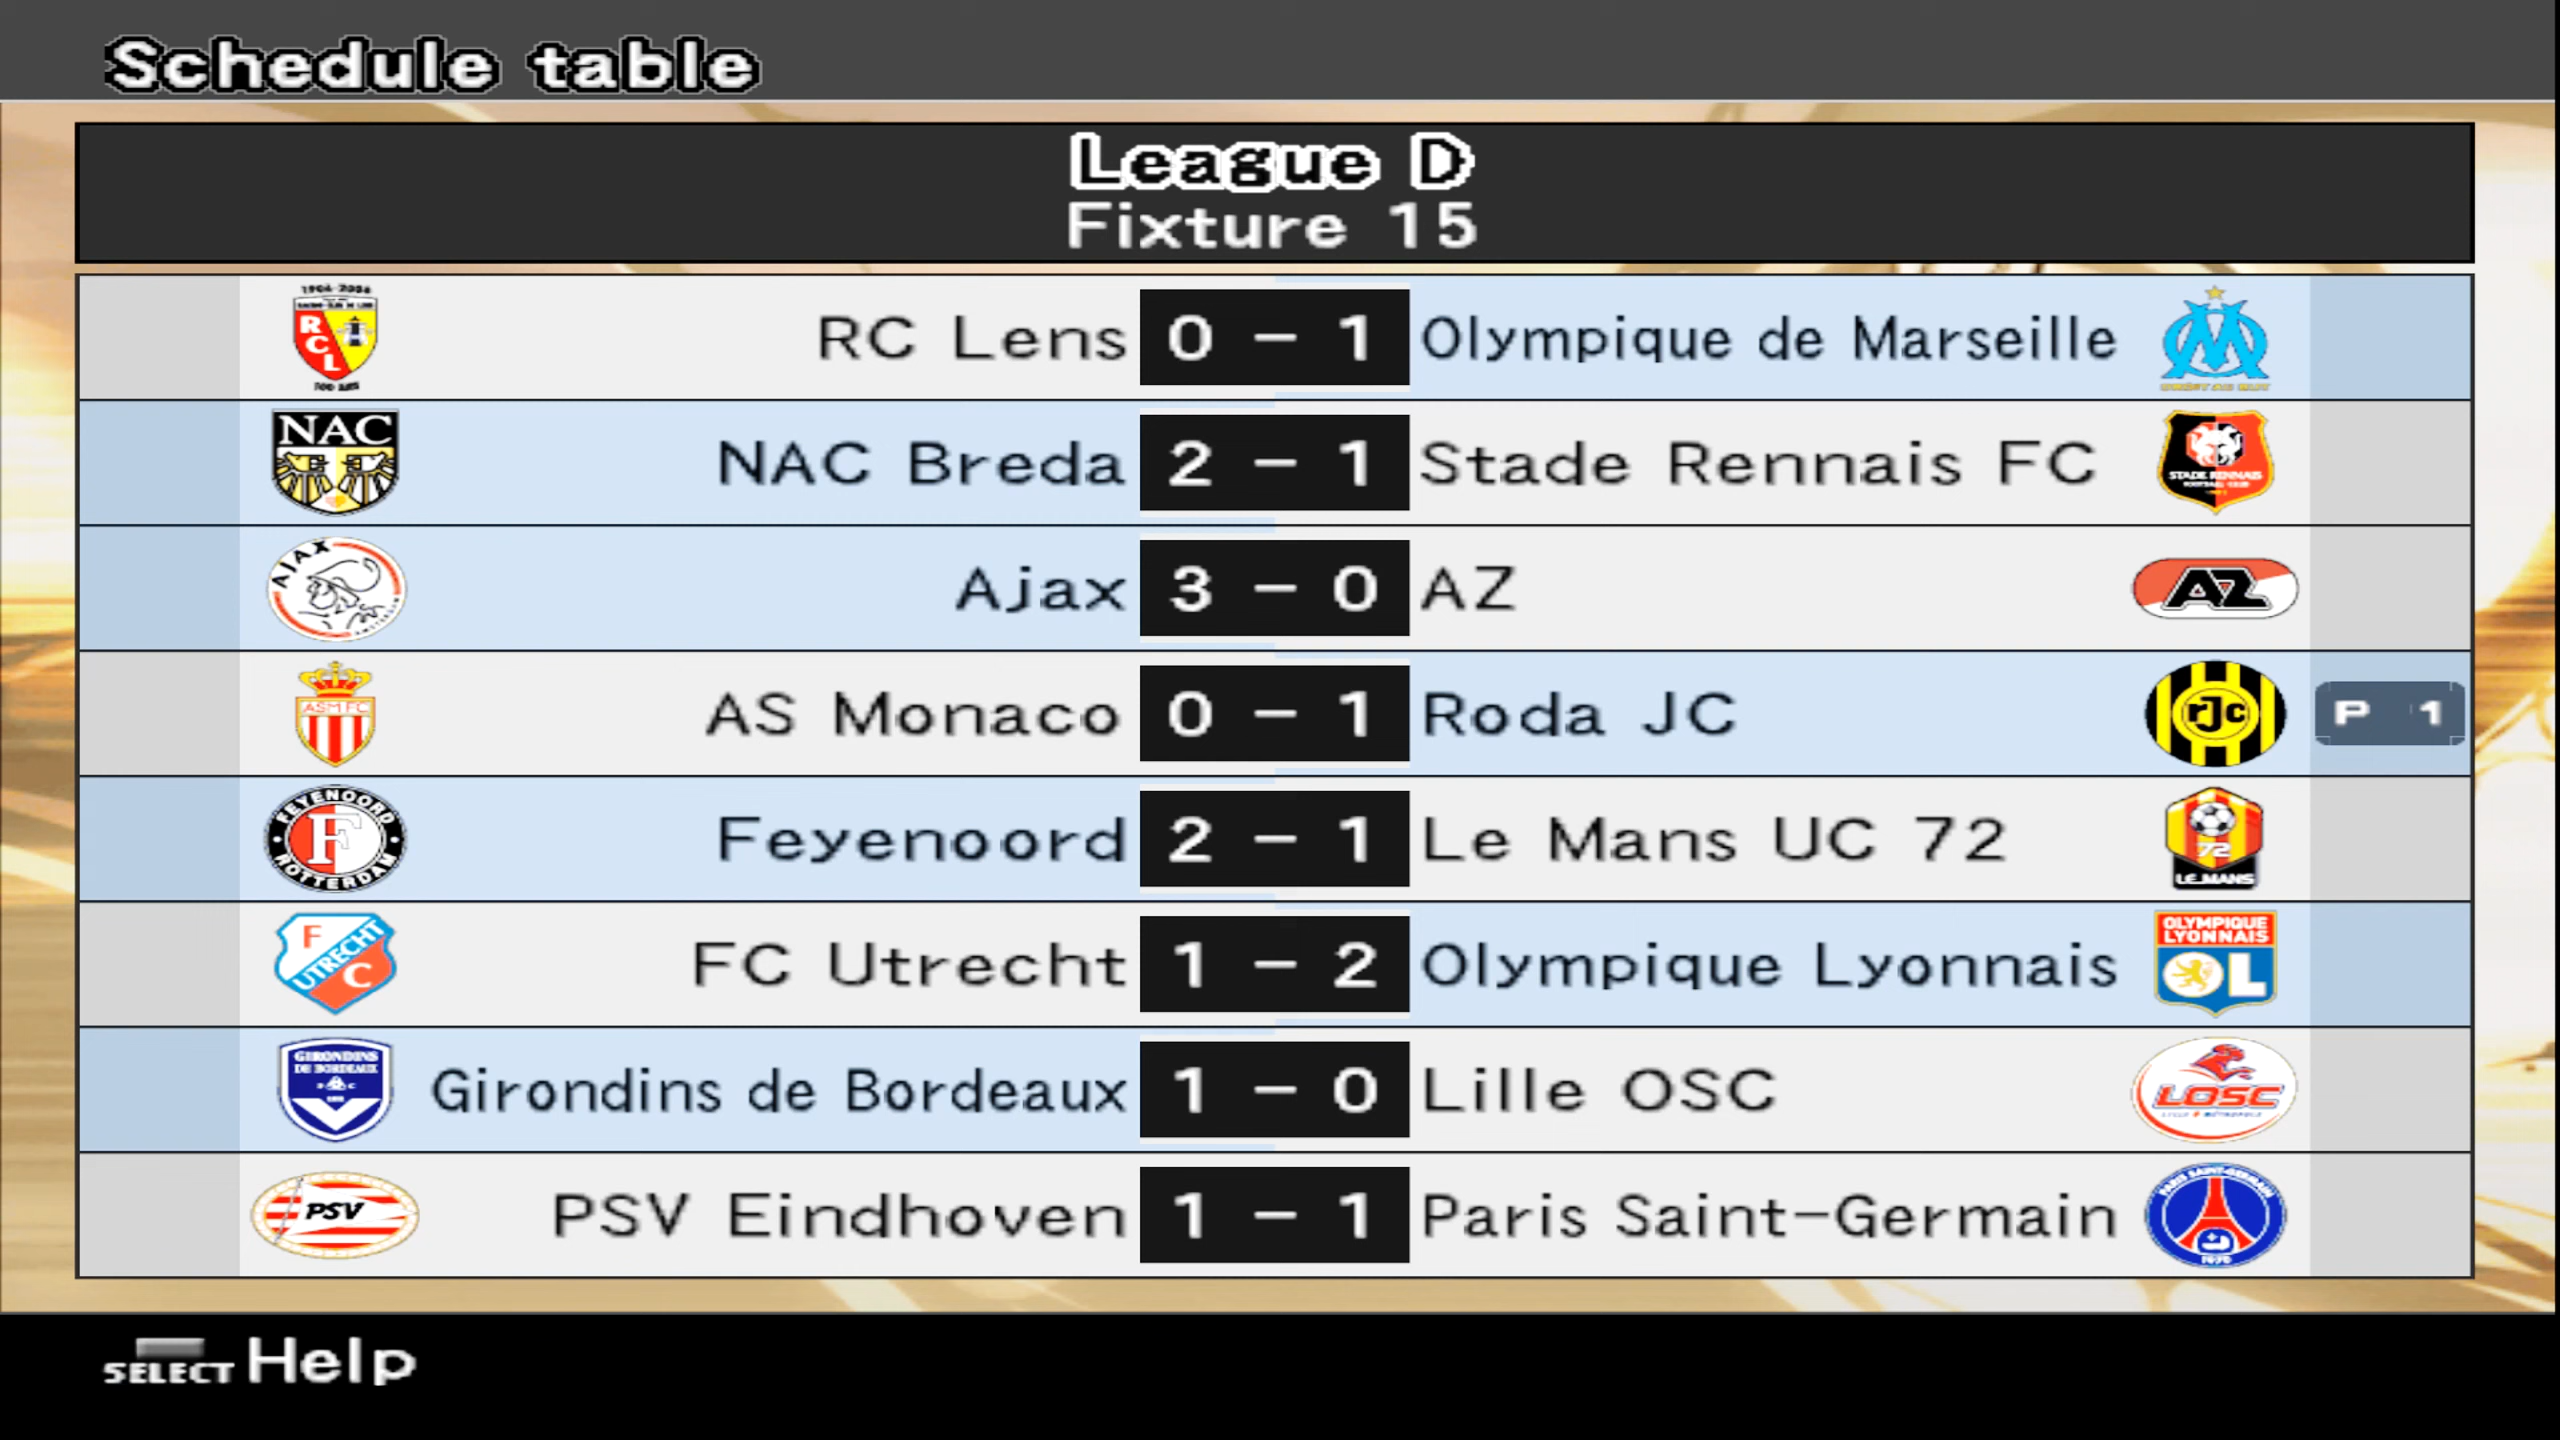 Schedule table
League D
Fixture 15
RC Lens 0 - 1 Olympique de Marseille
NAC Breda 2 - 1 Stade Rennais FC
Ajax 3 - 0 AZ
AS Monaco 0 - 1 Roda JC P 1
Feyenoord 2 - 1 Le Mans UC 72
FC Utrecht 1 - 2 Olympique Lyonnais
Girondins de Bordeaux 1 - 0 Lille OSC
PSV Eindhoven 1 - 1 Paris Saint-Germain
SELECT Help